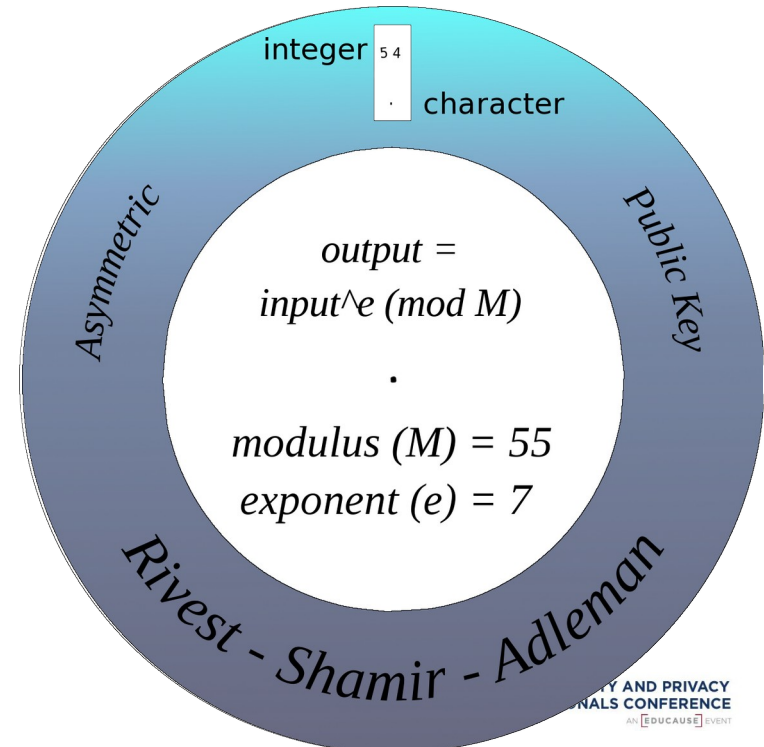 integer
5 4
.
character
Asymmetric
Public Key
output =
input^e (mod M)
.
modulus (M) = 55
exponent (e) = 7
Rivest - Shamir - Adleman
AND PRIVACY
CONFERENCE
AN [EDUCAUSE] EVENT